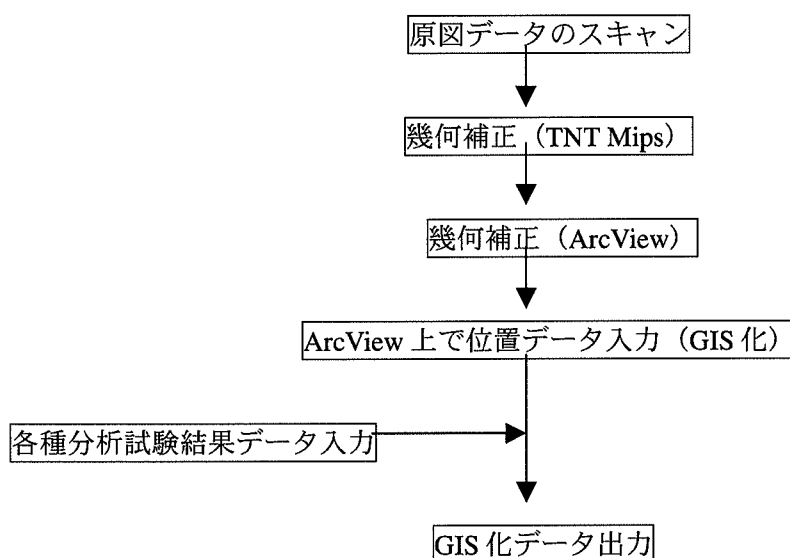 原図データのスキャン
幾何補正（TNT Mips）
幾何補正（ArcView）
ArcView 上で位置データ入力（GIS 化）
各種分析試験結果データ入力
GIS 化データ出力